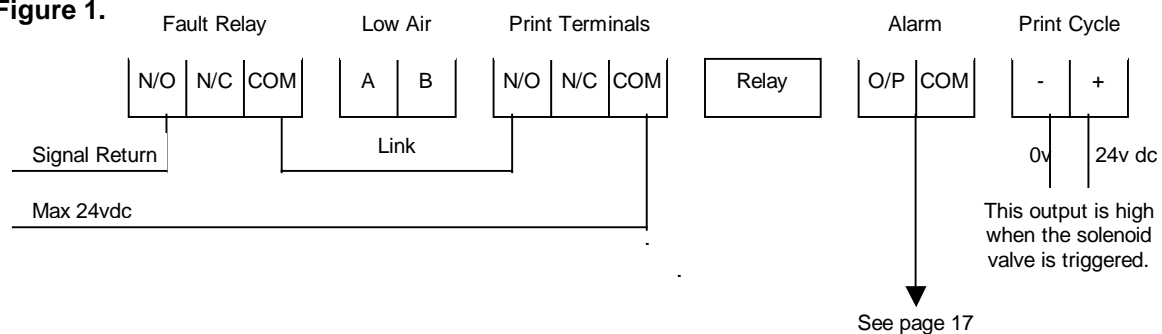 Figure 1.
Fault Relay Low Air Print Terminals Alarm Print Cycle
N/O N/C COM A B N/O N/C COM Relay O/P COM - +
Signal Return Link 0v 24v dc
Max 24vdc
This output is high
when the solenoid
valve is triggered.
See page 17